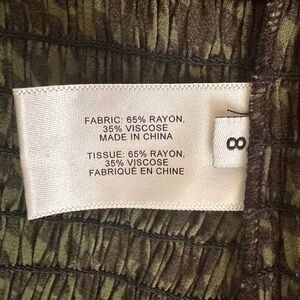 FABRIC: 65% RAYON,
35% VISCOSE
MADE IN CHINA
TISSUE: 65% RAYON,
35% VISCOSE
FABRIQUÉ EN CHINE
8